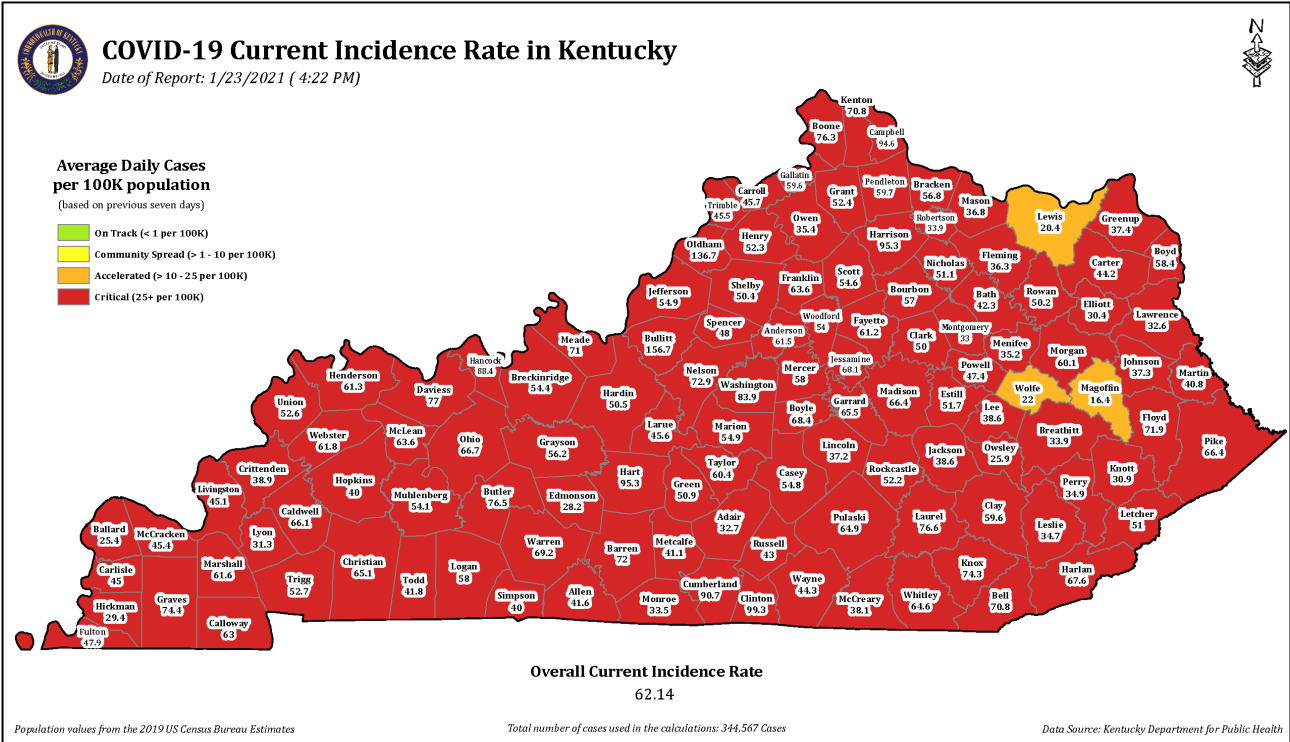 COVID-19 Current Incidence Rate in Kentucky
Date of Report: 1/23/2021 ( 4:22 PM)
N
Average Daily Cases
per 100K population
(based on previous seven days)
On Track (< 1 per 100K)
Community Spread (> 1 - 10 per 100K)
Accelerated (> 10 - 25 per 100K)
Critical (25+ per 100K)
Kenton
70.8
Boone
76.3
Campbell
94.6
Gallatin
59.6
Carroll
45.7
Trimble
45.5
Grant
52.4
Pendleton
59.7
Bracken
56.8
Mason
36.8
Robertson
33.9
Lewis
20.4
Greenup
37.4
Owen
35.4
Henry
52.3
Oldham
136.7
Harrison
95.3
Nicholas
51.1
Fleming
36.3
Carter
44.2
Boyd
58.4
Jefferson
54.9
Shelby
50.4
Franklin
63.6
Scott
54.6
Bourbon
57
Bath
42.3
Rowan
50.2
Elliott
30.4
Lawrence
32.6
Meade
71
Bullitt
156.7
Spencer
48
Anderson
61.5
Woodford
54
Fayette
61.2
Clark
50
Montgomery
33
Menifee
35.2
Morgan
60.1
Johnson
37.3
Martin
40.8
Hancock
88.4
Breckinridge
54.4
Henderson
61.3
Daviess
77
Union
52.6
Hardin
50.5
Nelson
72.9
Washington
83.9
Mercer
58
Jessamine
68.1
Madison
66.4
Garrard
65.5
Boyle
68.4
Estill
51.7
Powell
47.4
Lee
38.6
Wolfe
22
Magoffin
16.4
Floyd
71.9
Pike
66.4
Breathitt
33.9
Webster
61.8
McLean
63.6
Ohio
66.7
Grayson
56.2
Larue
45.6
Marion
54.9
Lincoln
37.2
Rockcastle
52.2
Jackson
38.6
Owsley
25.9
Knott
30.9
Perry
34.9
Crittenden
38.9
Livingston
45.1
Hopkins
40
Muhlenberg
54.1
Butler
76.5
Edmonson
28.2
Hart
95.3
Green
50.9
Taylor
60.4
Casey
54.8
Caldwell
66.1
Lyon
31.3
Adair
32.7
Pulaski
64.9
Laurel
76.6
Clay
59.6
Leslie
34.7
Letcher
51
Ballard
25.4
McCracken
45.4
Marshall
61.6
Carlisle
45
Graves
74.4
Hickman
29.4
Fulton
47.9
Calloway
63
Trigg
52.7
Christian
65.1
Todd
41.8
Logan
58
Warren
69.2
Simpson
40
Allen
41.6
Barren
72
Metcalfe
41.1
Monroe
33.5
Cumberland
90.7
Clinton
99.3
Russell
43
Wayne
44.3
McCreary
38.1
Whitley
64.6
Knox
74.3
Bell
70.8
Harlan
67.6
Overall Current Incidence Rate
62.14
Population values from the 2019 US Census Bureau Estimates
Total number of cases used in the calculations: 344,567 Cases
Data Source: Kentucky Department for Public Health